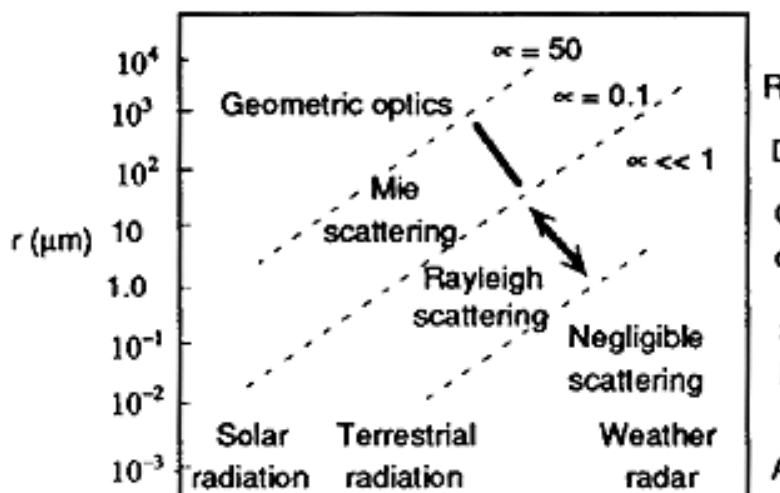 10⁴
∝ = 50
Geometric optics
∝ = 0.1
R
10³
D
10²
∝ << 1
Mie
scattering
r (μm)
10
1.0
Rayleigh
scattering
10⁻¹
Negligible
scattering
10⁻²
Solar
radiation
Terrestrial
radiation
Weather
radar
10⁻³
A